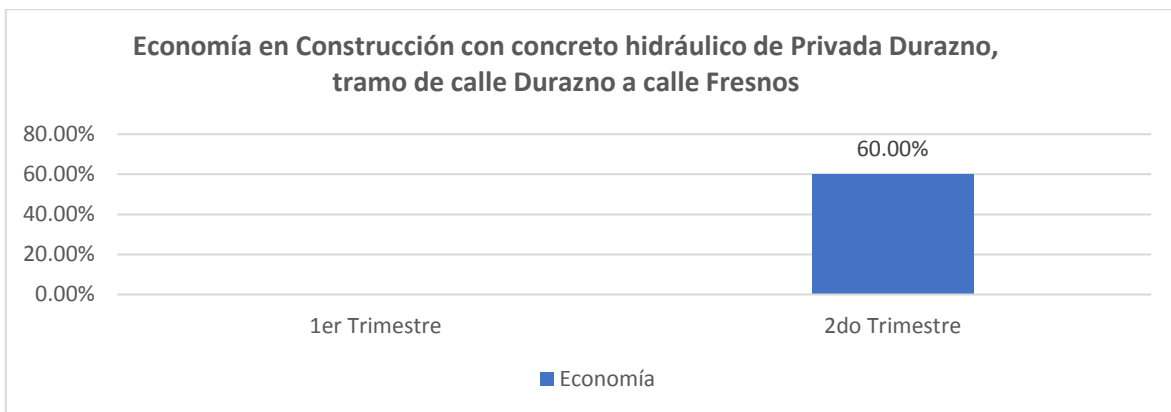 Economía en Construcción con concreto hidráulico de Privada Durazno,
tramo de calle Durazno a calle Fresnos
80.00%
60.00%
60.00%
40.00%
20.00%
0.00%
1er Trimestre
2do Trimestre
Economía